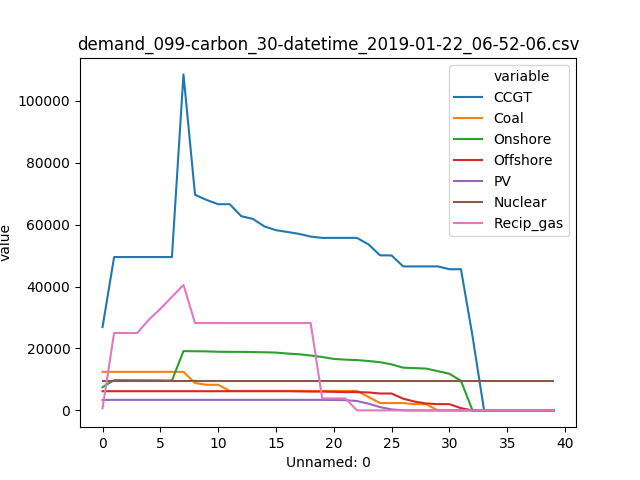 demand_099-carbon_30-datetime_2019-01-22_06-52-06.csv
variable
CCGT
Coal
Onshore
Offshore
PV
Nuclear
Recip_gas
100000
80000
60000
40000
20000
0
value
0 5 10 15 20 25 30 35 40
Unnamed: 0